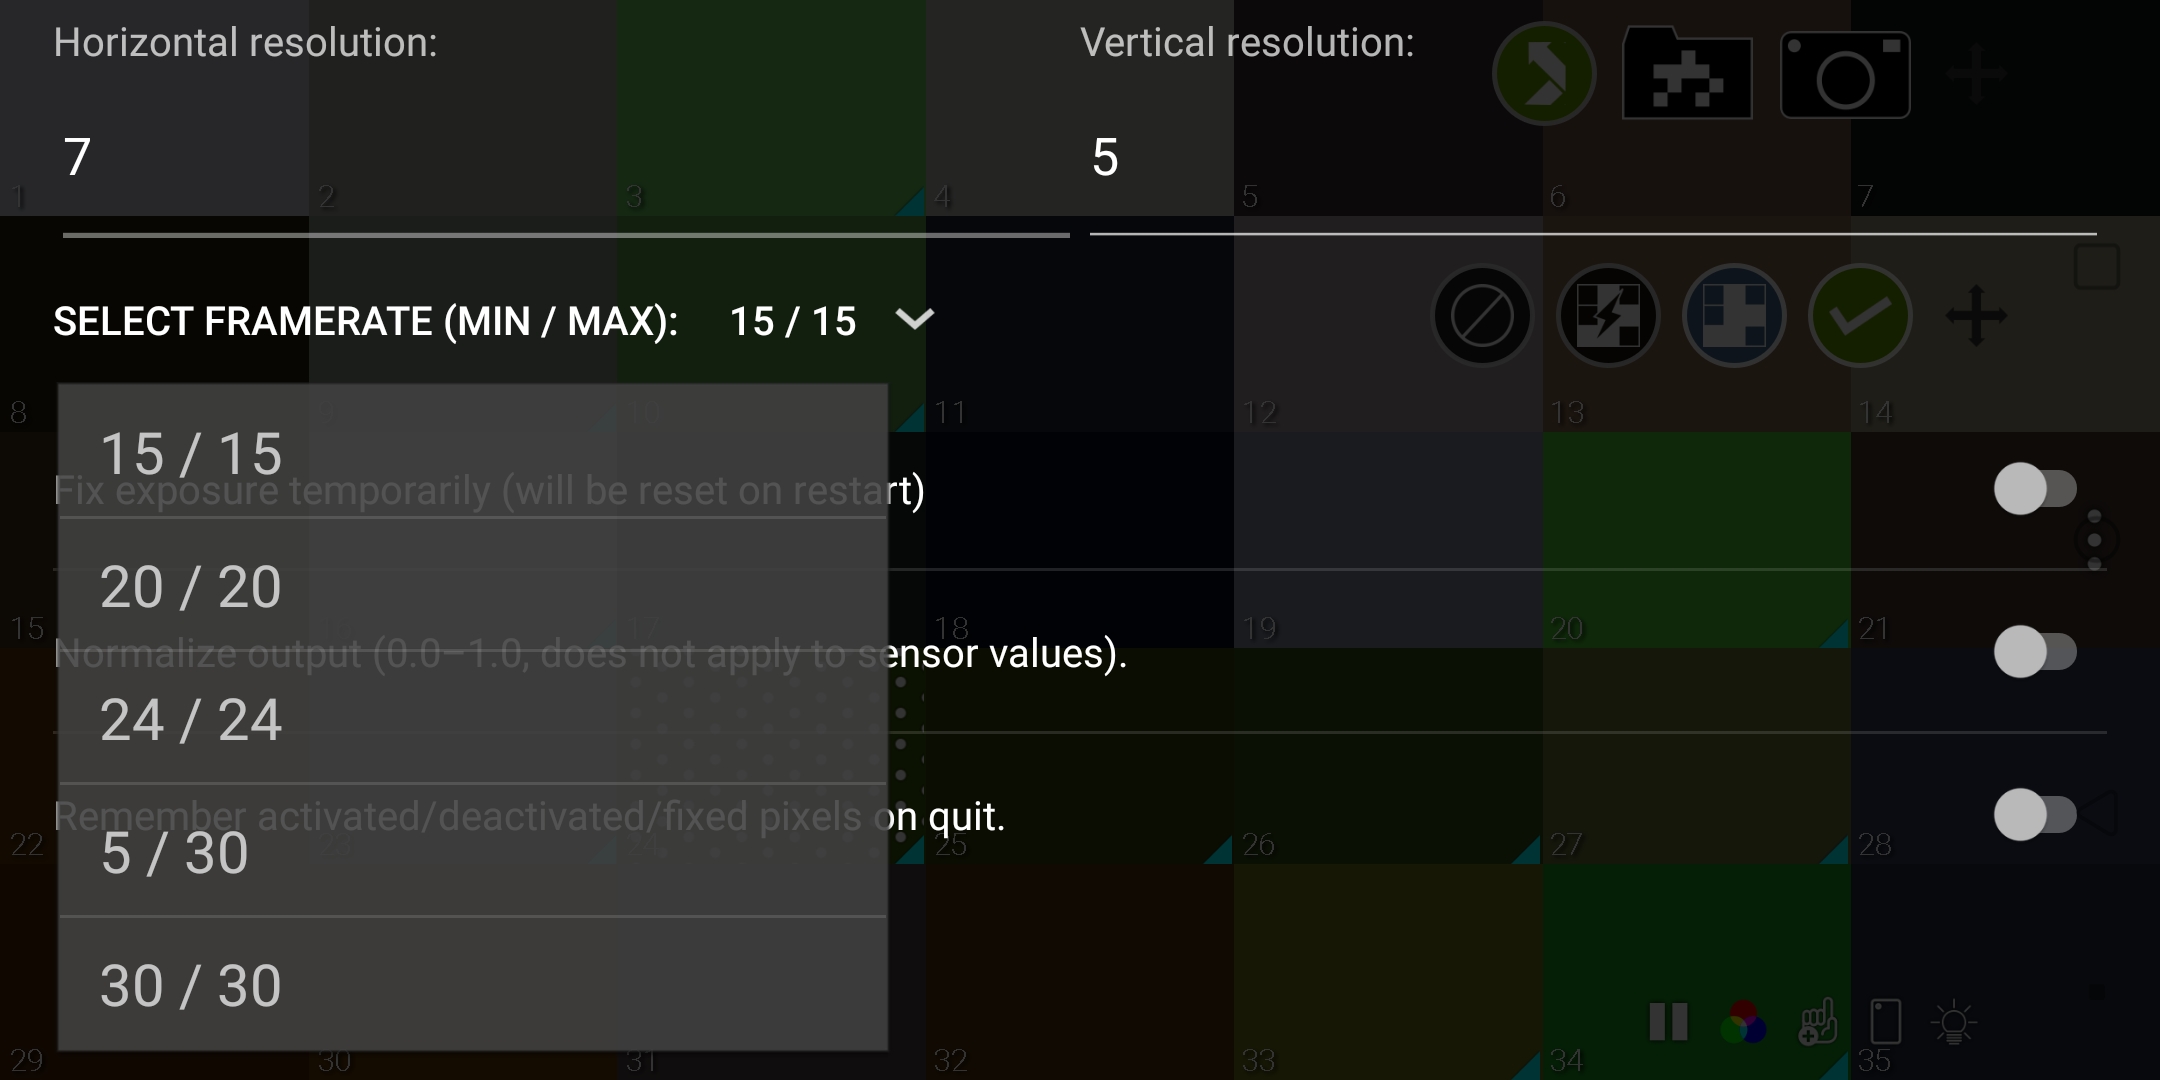 Horizontal resolution:
Vertical resolution:
7
5
1 2 3 4 5 6 7
SELECT FRAMERATE (MIN / MAX): 15 / 15
8 10 11 12 13 14
15 / 15
Fix exposure temporarily (will be reset on restart)
20 / 20
15 17 18 19 20 21
Normalize output (0.0–1.0, does not apply to sensor values).
24 / 24
Remember activated/deactivated/fixed pixels on quit.
22 23 24 25 26 27 28
5 / 30
30 / 30
29 30 31 32 33 34 35